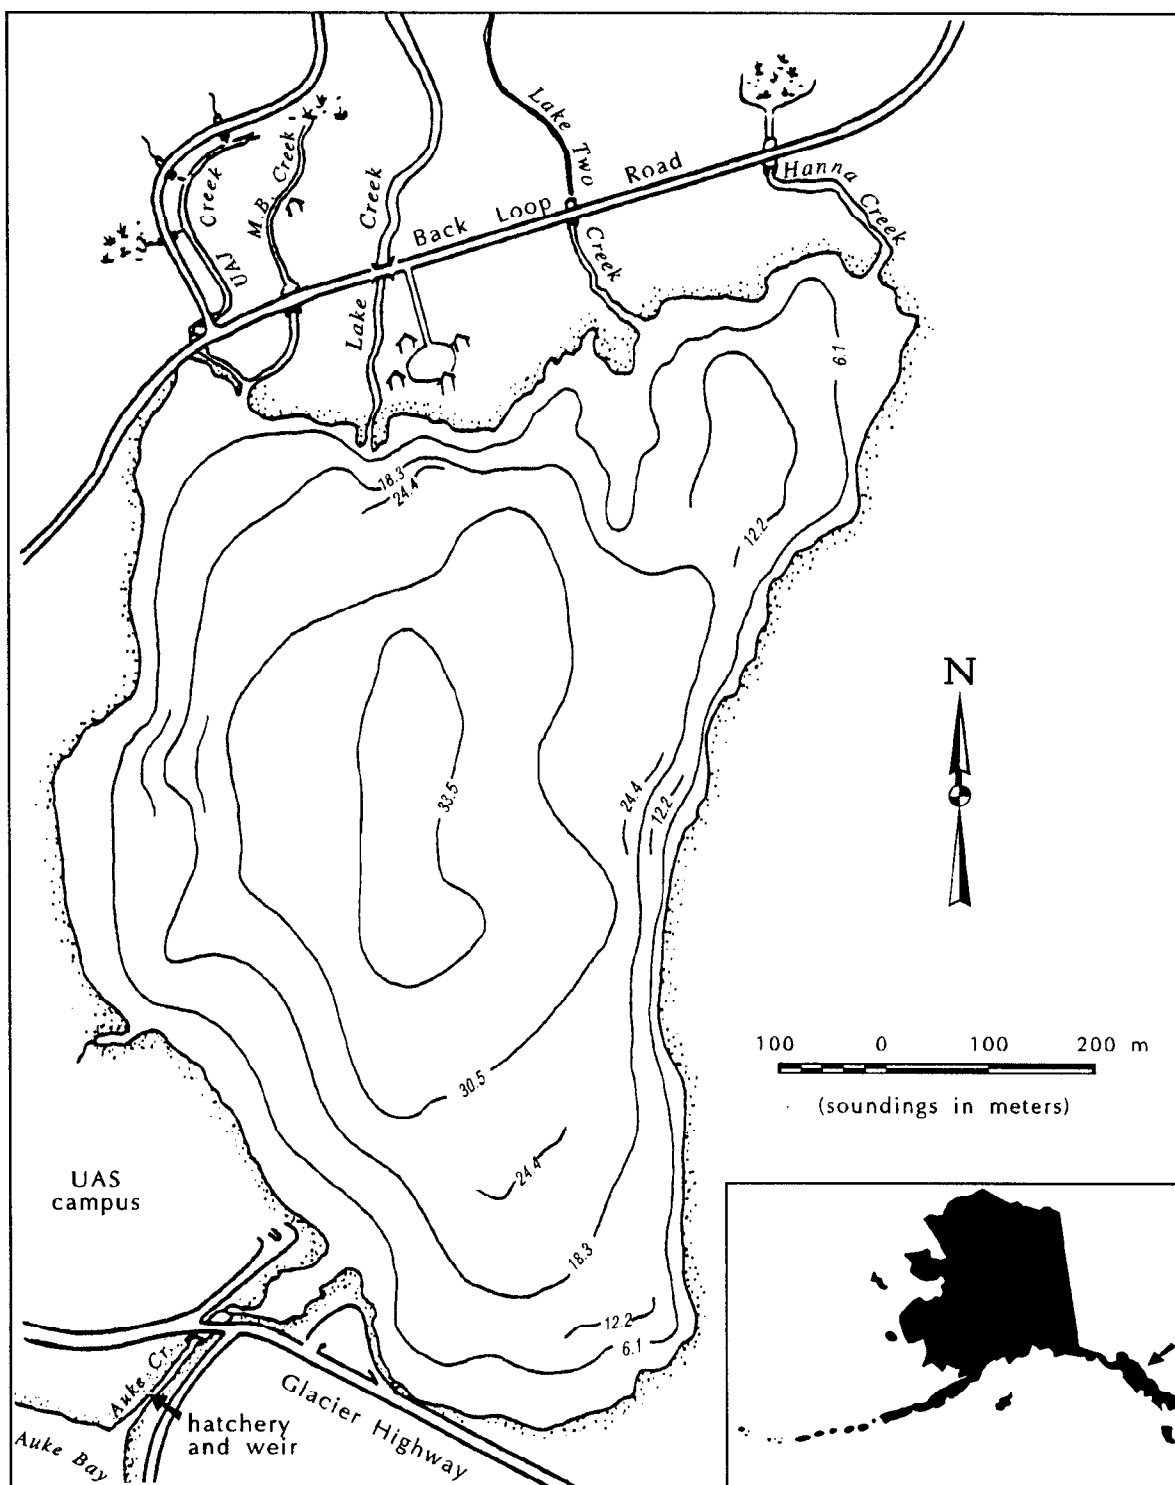 Lake Two
Creek
Hanna
Creek
Back Loop Road
UAJ
Creek
M.B. Creek
Lake
Creek
6.1
18.3
24.4
12.2
33.5
24.4
12.2
N
30.5
24.4
18.3
12.2
6.1
100 0 100 200 m
(soundings in meters)
UAS
campus
Auke Cr.
hatchery
and weir
Glacier Highway
Auke Bay